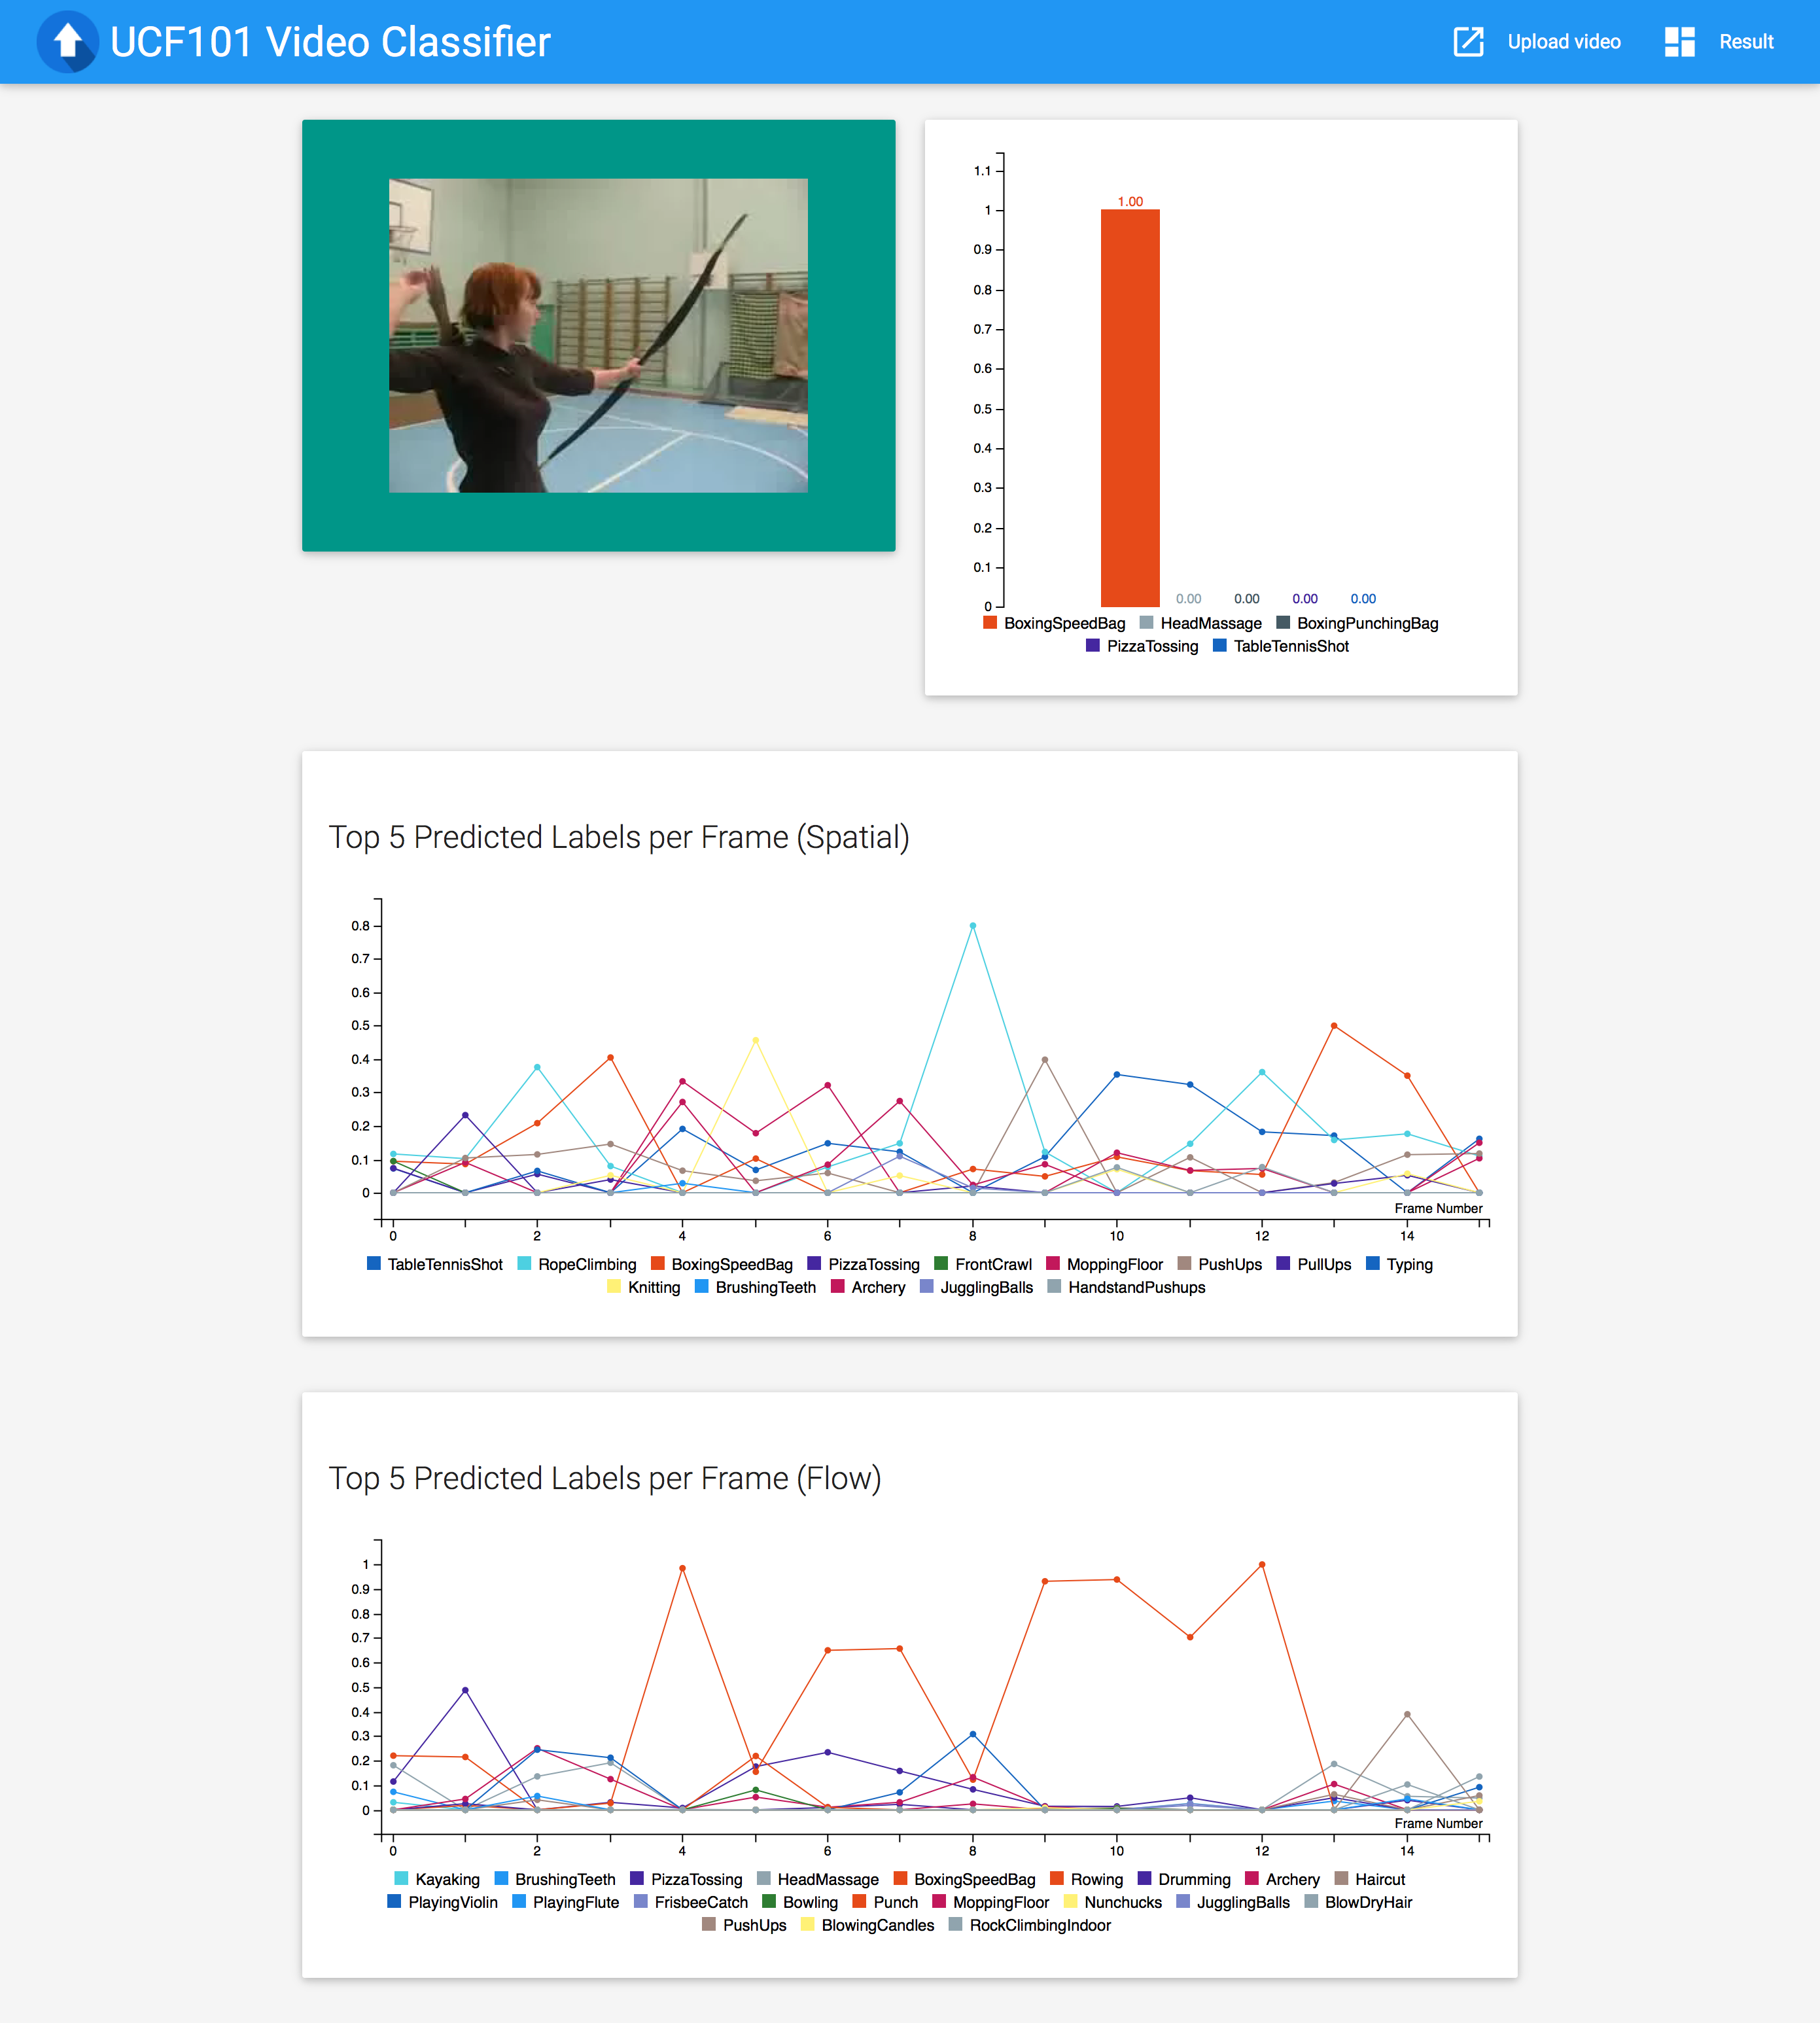 UCF101 Video Classifier
Upload video
Result
1.1
1
0.9
0.8
0.7
0.6
0.5
0.4
0.3
0.2
0.1
0
1.00
0.00 0.00 0.00 0.00
BoxingSpeedBag HeadMassage BoxingPunchingBag
PizzaTossing TableTennisShot
Top 5 Predicted Labels per Frame (Spatial)
0.8
0.7
0.6
0.5
0.4
0.3
0.2
0.1
0
Frame Number
0 2 4 6 8 10 12 14
TableTennisShot RopeClimbing BoxingSpeedBag PizzaTossing FrontCrawl MoppingFloor PushUps PullUps Typing
Knitting BrushingTeeth Archery JugglingBalls HandstandPushups
Top 5 Predicted Labels per Frame (Flow)
1
0.9
0.8
0.7
0.6
0.5
0.4
0.3
0.2
0.1
0
Frame Number
0 2 4 6 8 10 12 14
Kayaking BrushingTeeth PizzaTossing HeadMassage BoxingSpeedBag Rowing Drumming Archery Haircut
PlayingViolin PlayingFlute FrisbeeCatch Bowling Punch MoppingFloor Nunchucks JugglingBalls BlowDryHair
PushUps BlowingCandles RockClimbingIndoor